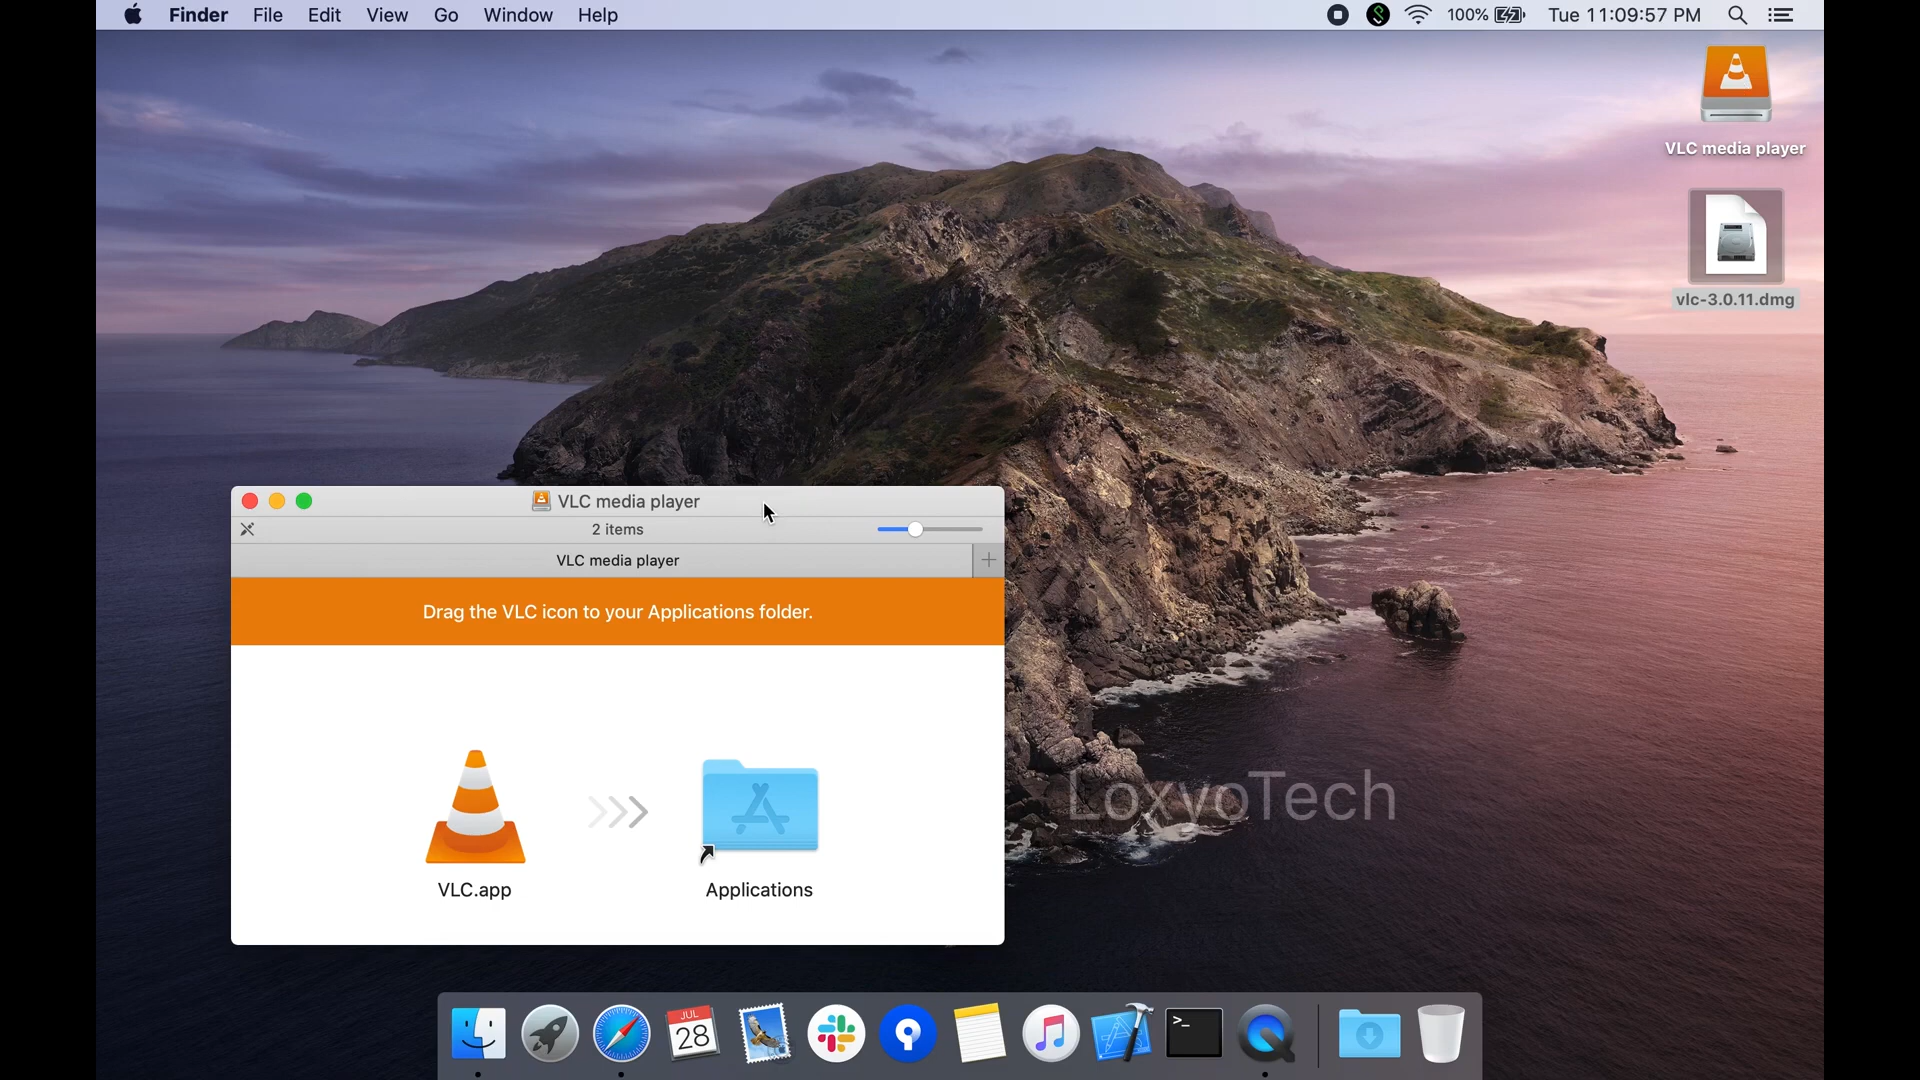 Finder File Edit View Go Window Help 100% Tue 11:09:57 PM
VLC media player
vlc-3.0.11.dmg
VLC media player
2 items
VLC media player
Drag the VLC icon to your Applications folder.
VLC.app Applications
LoxyoTech
JUL
28
>_